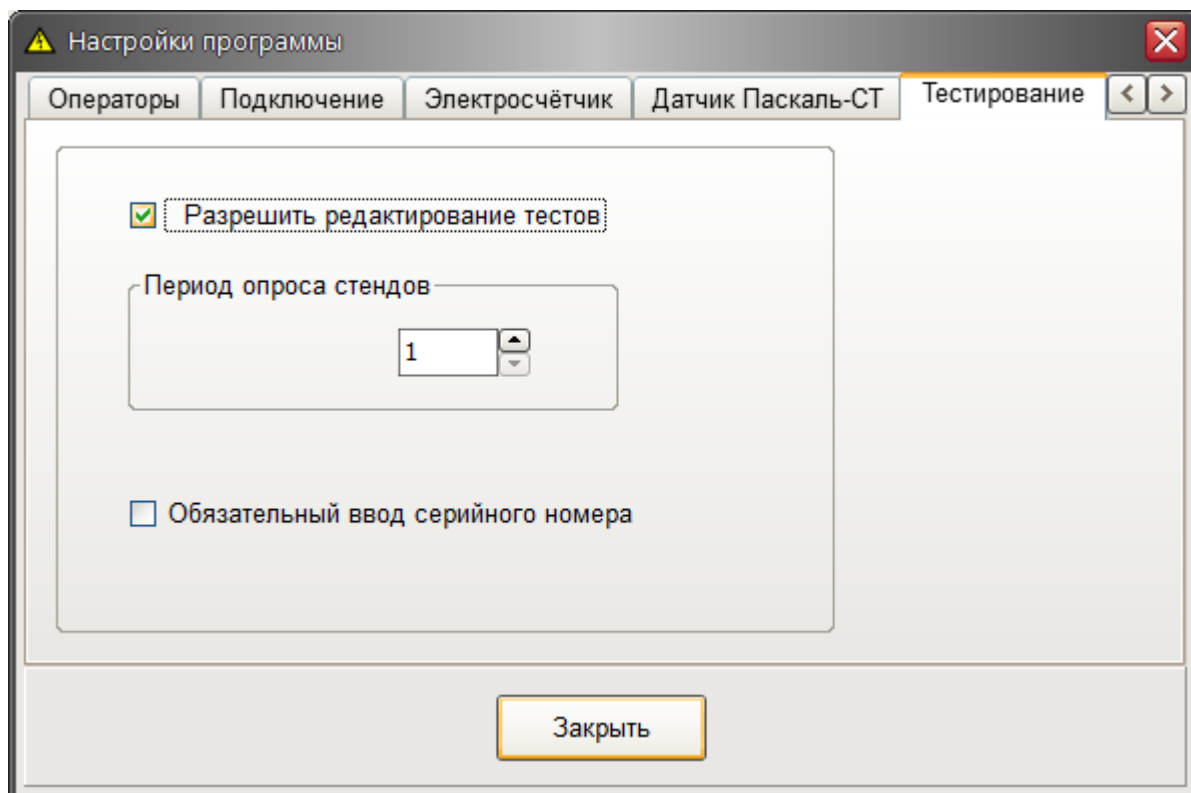 Настройки программы
Операторы Подключение Электросчётчик Датчик Паскаль-СТ Тестирование
Разрешить редактирование тестов
Период опроса стендов
1
Обязательный ввод серийного номера
Закрыть